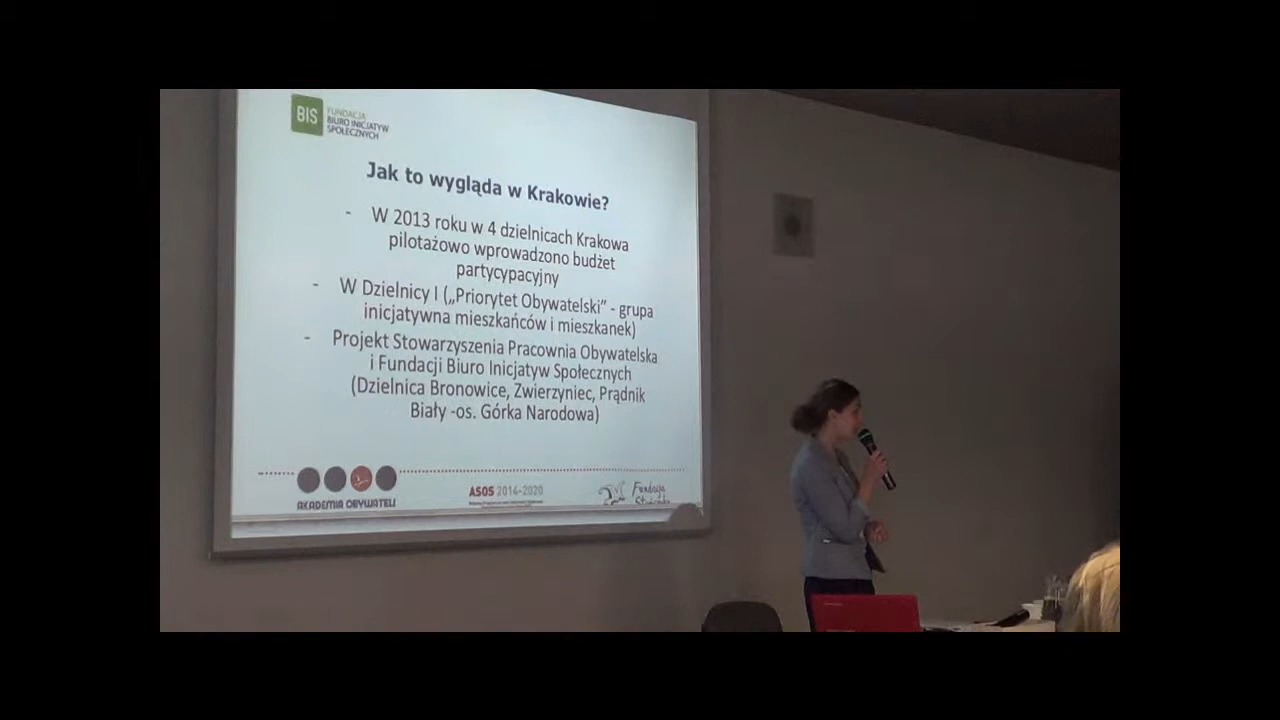 BIS
FUNDACJA
BIURO INICJATYW
SPOŁECZNYCH
Jak to wygląda w Krakowie?
- W 2013 roku w 4 dzielnicach Krakowa
pilotażowo wprowadzono budżet
partycypacyjny
- W Dzielnicy I („Priorytet Obywatelski” - grupa
inicjatywna mieszkańców i mieszkanek)
- Projekt Stowarzyszenia Pracownia Obywatelska
i Fundacji Biuro Inicjatyw Społecznych
(Dzielnica Bronowice, Zwierzyniec, Prądnik
Biały -os. Górka Narodowa)
AKADEMIA OBYWATELI
ASOS 2014-2020
Fundacja